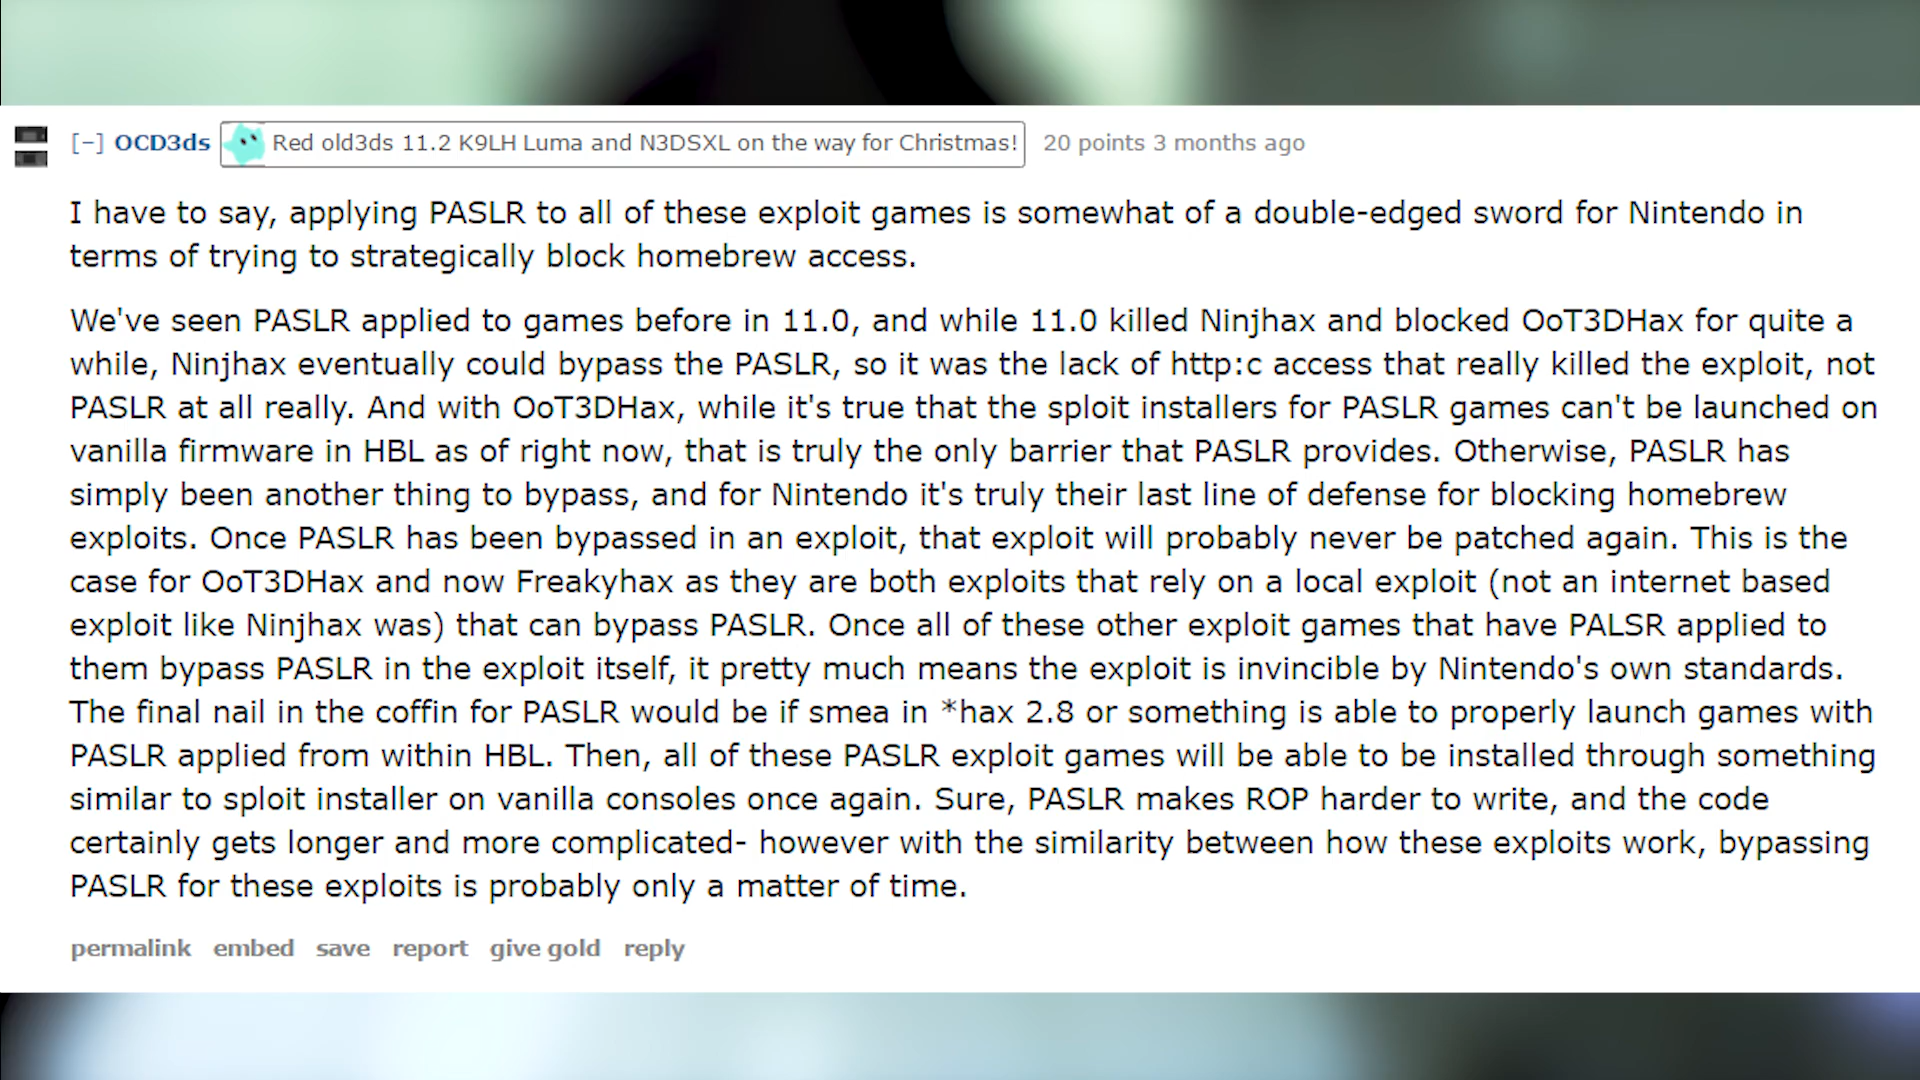 [−] OCD3ds Red old3ds 11.2 K9LH Luma and N3DSXL on the way for Christmas! 20 points 3 months ago
I have to say, applying PASLR to all of these exploit games is somewhat of a double-edged sword for Nintendo in
terms of trying to strategically block homebrew access.
We've seen PASLR applied to games before in 11.0, and while 11.0 killed Ninjhax and blocked OoT3DHax for quite a
while, Ninjhax eventually could bypass the PASLR, so it was the lack of http:c access that really killed the exploit, not
PASLR at all really. And with OoT3DHax, while it's true that the sploit installers for PASLR games can't be launched on
vanilla firmware in HBL as of right now, that is truly the only barrier that PASLR provides. Otherwise, PASLR has
simply been another thing to bypass, and for Nintendo it's truly their last line of defense for blocking homebrew
exploits. Once PASLR has been bypassed in an exploit, that exploit will probably never be patched again. This is the
case for OoT3DHax and now Freakyhax as they are both exploits that rely on a local exploit (not an internet based
exploit like Ninjhax was) that can bypass PASLR. Once all of these other exploit games that have PALSR applied to
them bypass PASLR in the exploit itself, it pretty much means the exploit is invincible by Nintendo's own standards.
The final nail in the coffin for PASLR would be if smea in *hax 2.8 or something is able to properly launch games with
PASLR applied from within HBL. Then, all of these PASLR exploit games will be able to be installed through something
similar to sploit installer on vanilla consoles once again. Sure, PASLR makes ROP harder to write, and the code
certainly gets longer and more complicated- however with the similarity between how these exploits work, bypassing
PASLR for these exploits is probably only a matter of time.
permalink embed save report give gold reply